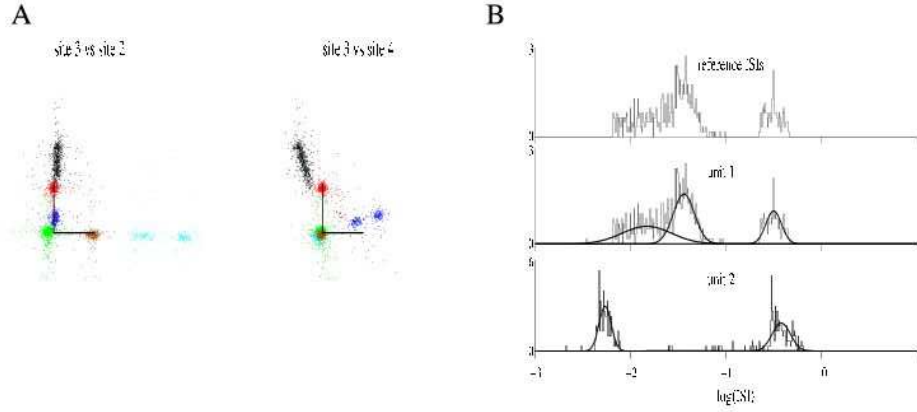 A
B
site 3 vs site 2
site 3 vs site 4
3
reference ISIs
0
3
unit 1
0
6
unit 2
0
-3
-2
-1
0
log(ISI)